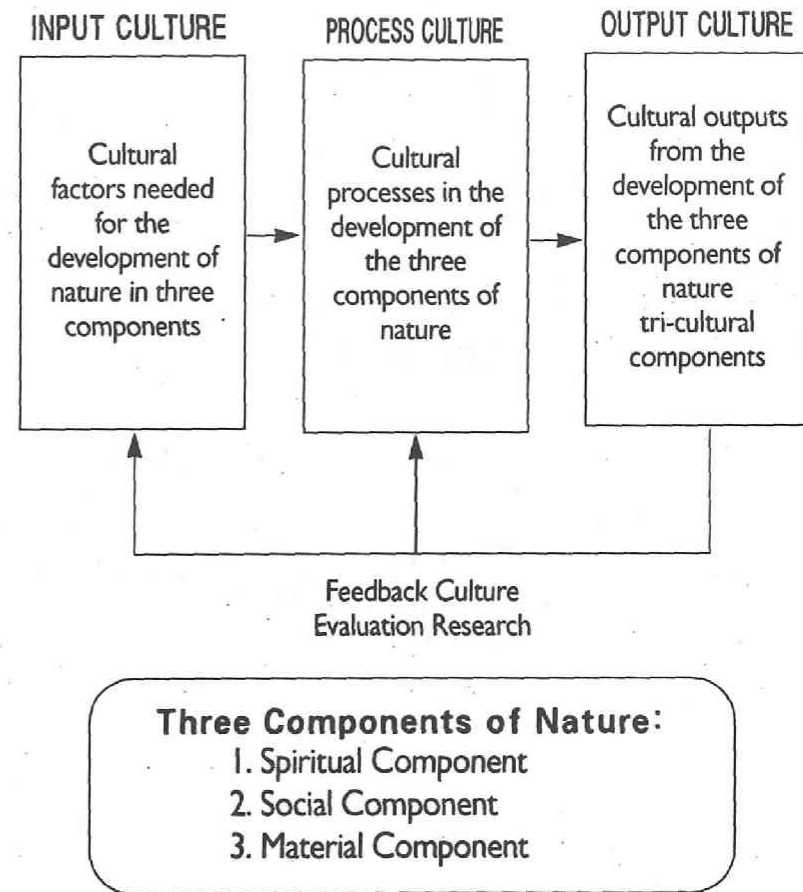 INPUT CULTURE
PROCESS CULTURE
OUTPUT CULTURE
Cultural
factors needed
for the
development of
nature in three
components
Cultural
processes in the
development of
the three
components of
nature
Cultural outputs
from the
development of
the three
components of
nature
tri-cultural
components
Feedback Culture
Evaluation Research
Three Components of Nature:
1. Spiritual Component
2. Social Component
3. Material Component